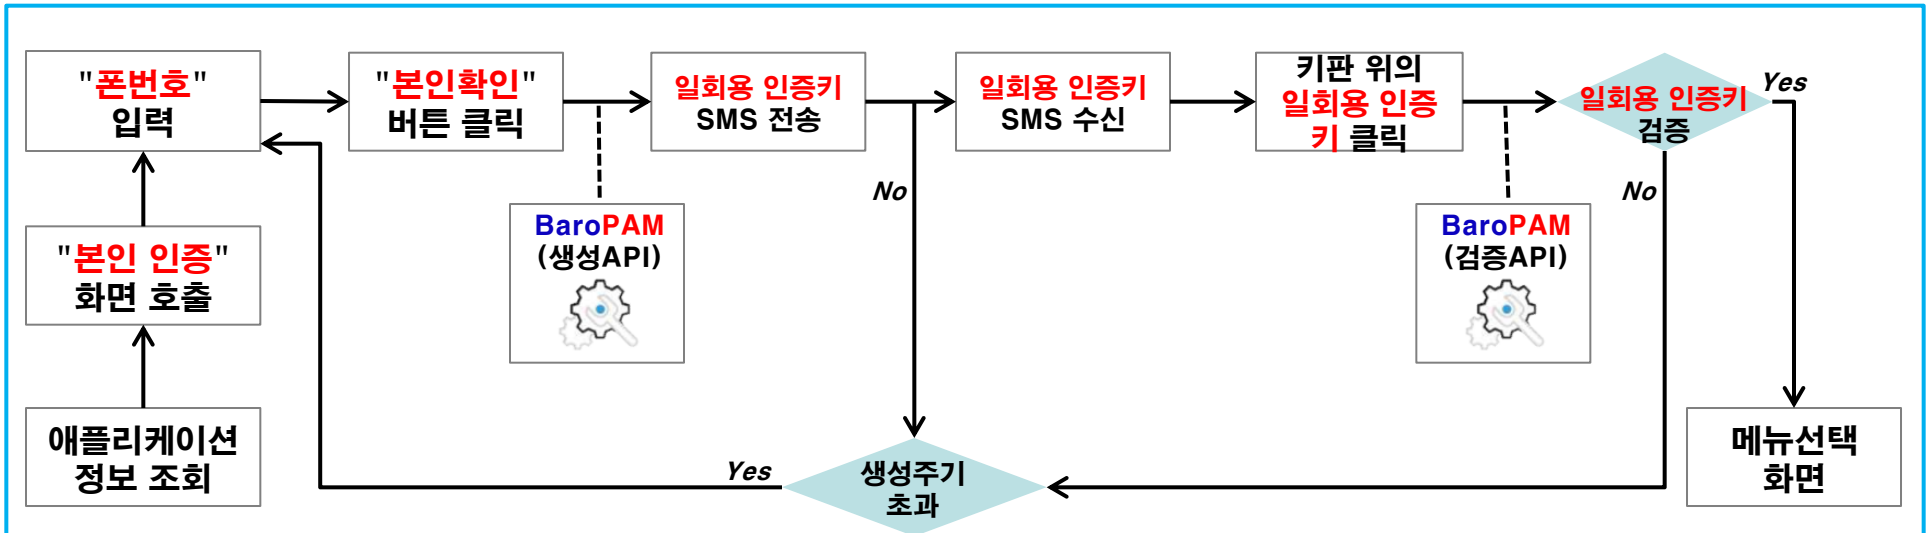 "폰번호"
입력
"본인확인"
버튼 클릭
일회용 인증키
SMS 전송
일회용 인증키
SMS 수신
키판 위의
일회용 인증
키 클릭
일회용 인증키
검증
Yes
No
No
BaroPAM
(생성API)
BaroPAM
(검증API)
"본인 인증"
화면 호출
애플리케이션
정보 조회
Yes
생성주기
초과
메뉴선택
화면